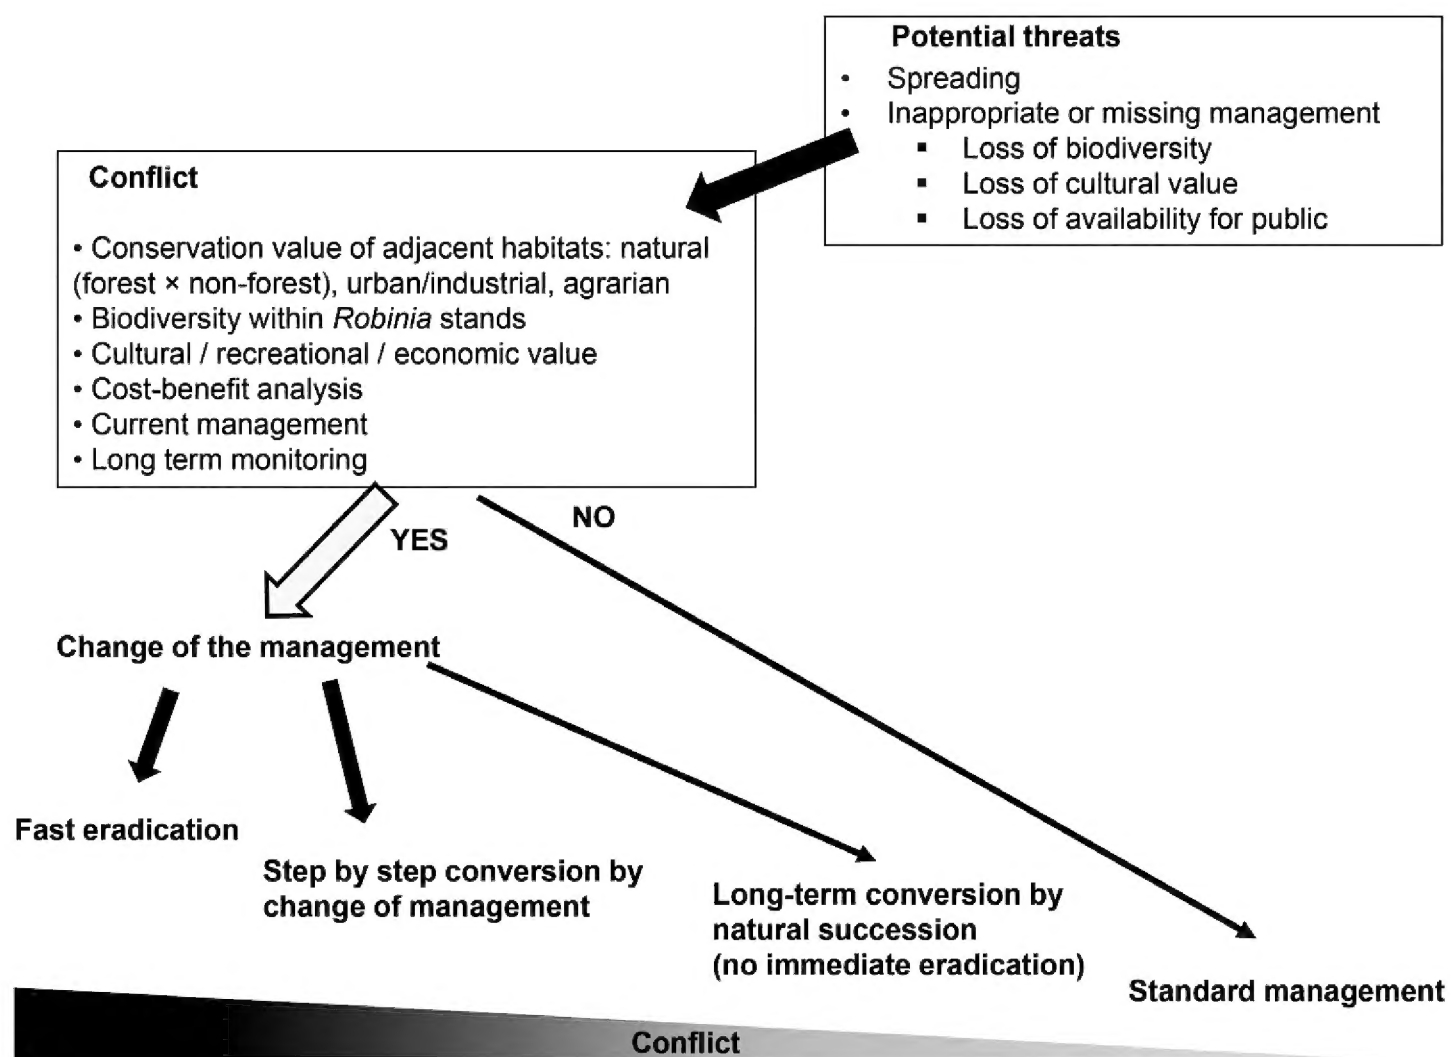 Potential threats
• Spreading
• Inappropriate or missing management
▪ Loss of biodiversity
▪ Loss of cultural value
▪ Loss of availability for public
Conflict
• Conservation value of adjacent habitats: natural
(forest × non-forest), urban/industrial, agrarian
• Biodiversity within Robinia stands
• Cultural / recreational / economic value
• Cost-benefit analysis
• Current management
• Long term monitoring
NO
YES
Change of the management
Fast eradication
Step by step conversion by
change of management
Long-term conversion by
natural succession
(no immediate eradication)
Standard management
Conflict